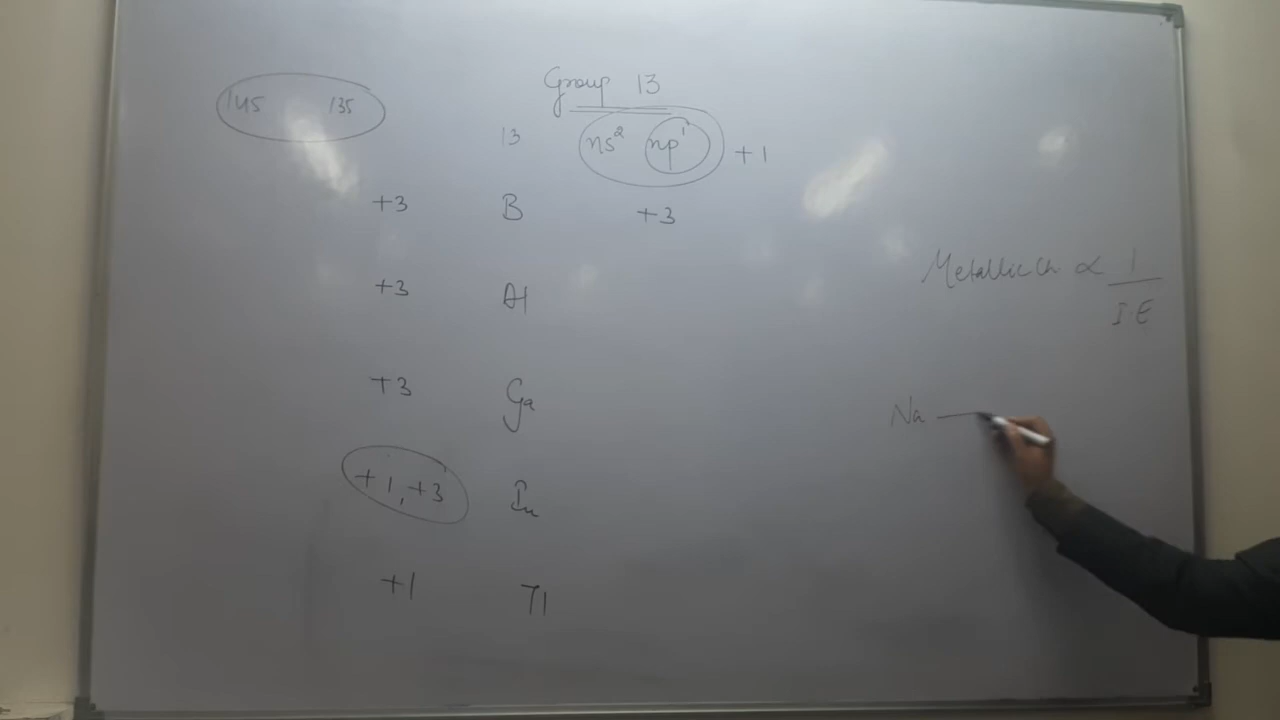 Group 13
145 135
13 ns² np¹ +1
+3 B +3
Metallic Ch ∝ 1 / I.E
+3 Al
+3 Ga
Na
+1, +3 In
+1 Tl